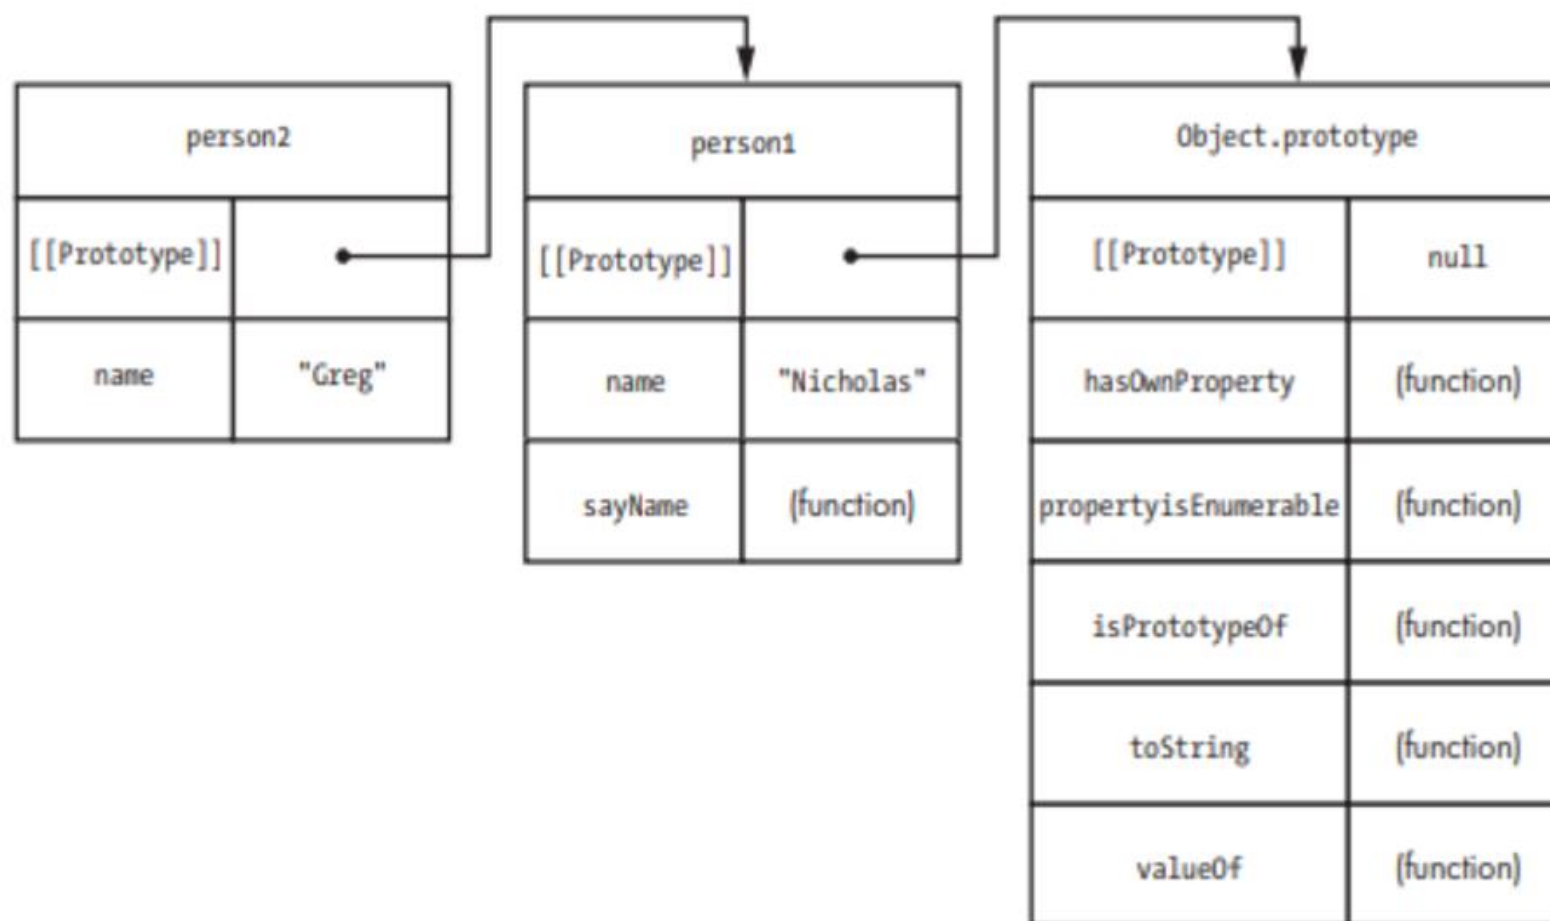 person2
[[Prototype]]
name "Greg"
person1
[[Prototype]]
name "Nicholas"
sayName (function)
Object.prototype
[[Prototype]] null
hasOwnProperty (function)
propertyisEnumerable (function)
isPrototypeOf (function)
toString (function)
valueOf (function)